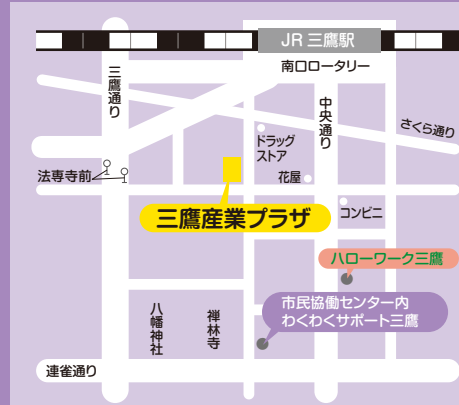 JR 三鷹駅
南口ロータリー
三鷹通り
中央通り
さくら通り
ドラッグ
ストア
法専寺前
花屋
三鷹産業プラザ
コンビニ
ハローワーク三鷹
市民協働センター内
わくわくサポート三鷹
八幡神社
禅林寺
連雀通り